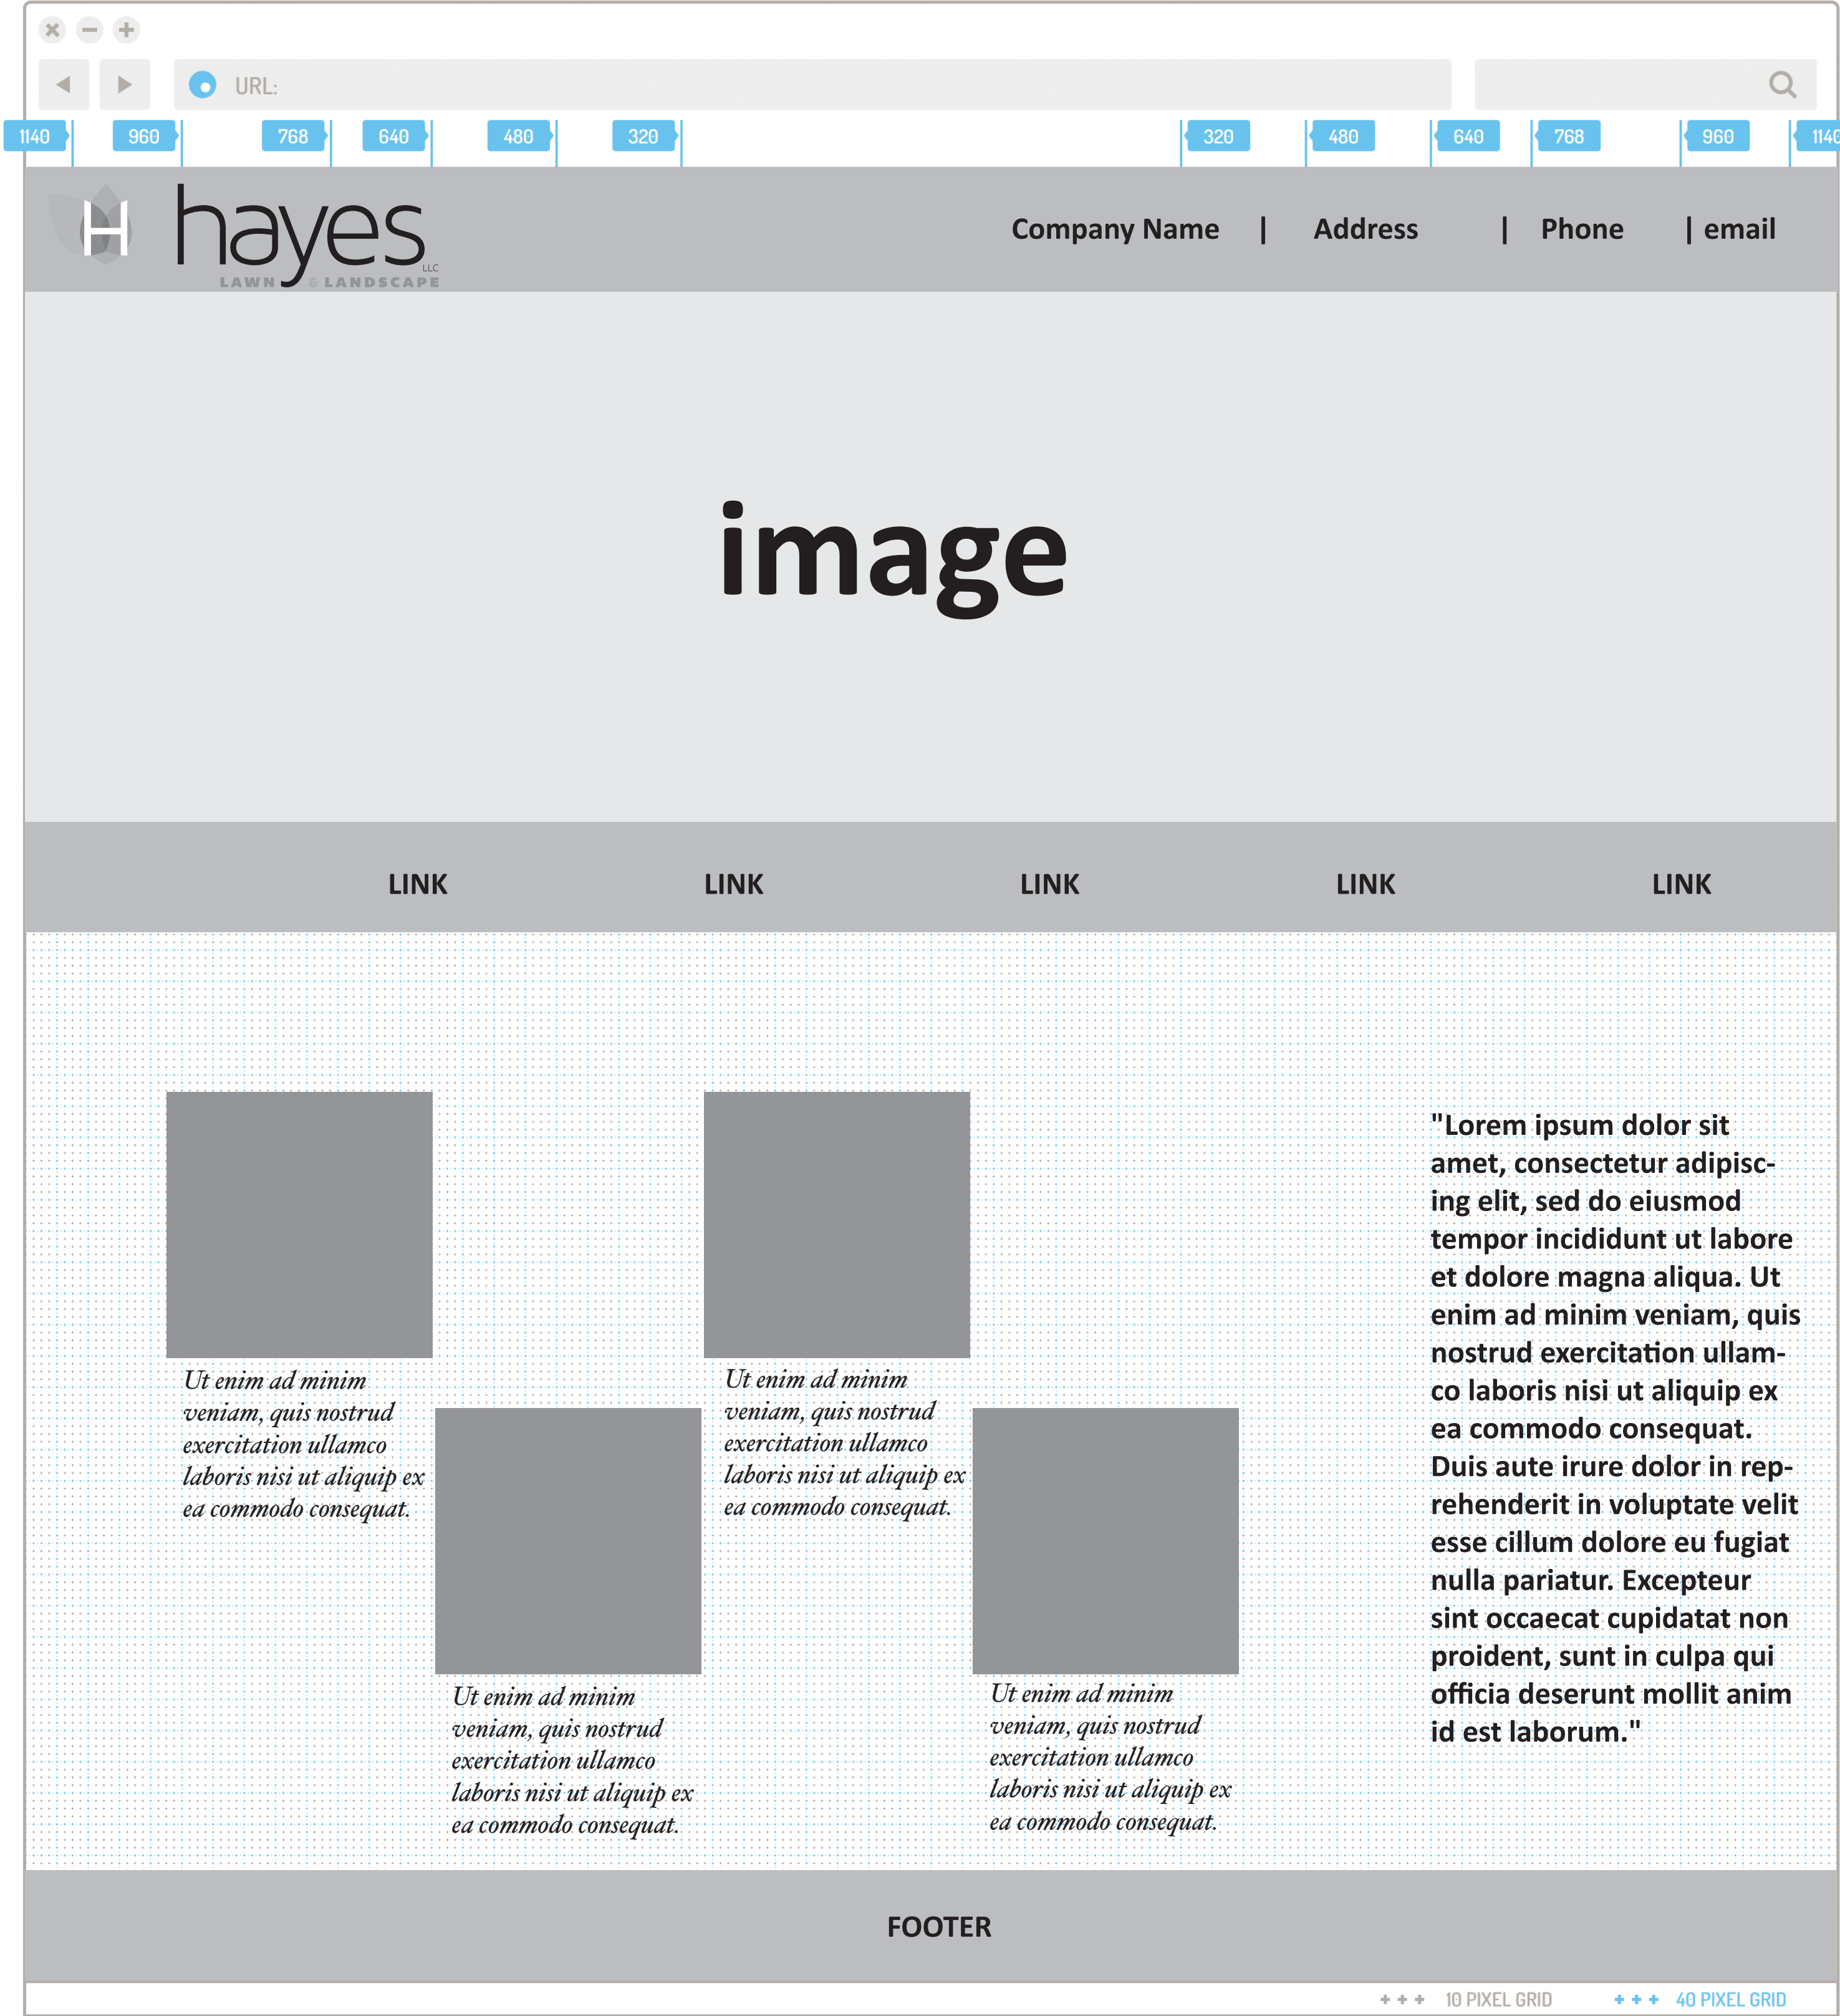 URL:
1140 960 768 640 480 320 320 480 640 768 960 1140
H hayes LLC
LAWN & LANDSCAPE
Company Name | Address | Phone | email
image
LINK LINK LINK LINK LINK
Ut enim ad minim
veniam, quis nostrud
exercitation ullamco
laboris nisi ut aliquip ex
ea commodo consequat.
Ut enim ad minim
veniam, quis nostrud
exercitation ullamco
laboris nisi ut aliquip ex
ea commodo consequat.
Ut enim ad minim
veniam, quis nostrud
exercitation ullamco
laboris nisi ut aliquip ex
ea commodo consequat.
Ut enim ad minim
veniam, quis nostrud
exercitation ullamco
laboris nisi ut aliquip ex
ea commodo consequat.
"Lorem ipsum dolor sit
amet, consectetur adipisc-
ing elit, sed do eiusmod
tempor incididunt ut labore
et dolore magna aliqua. Ut
enim ad minim veniam, quis
nostrud exercitation ullam-
co laboris nisi ut aliquip ex
ea commodo consequat.
Duis aute irure dolor in rep-
rehenderit in voluptate velit
esse cillum dolore eu fugiat
nulla pariatur. Excepteur
sint occaecat cupidatat non
proident, sunt in culpa qui
officia deserunt mollit anim
id est laborum."
FOOTER
10 PIXEL GRID 40 PIXEL GRID